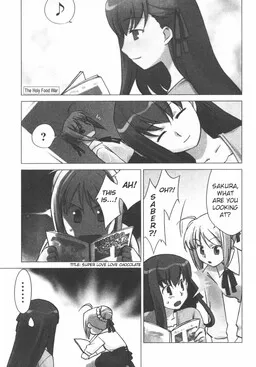 ♪
The Holy Food War
?
SAKURA,
WHAT ARE
YOU
LOOKING
AT?
OH?!
SABER?
AH!
THIS
IS...!
TITLE: SUPER LOVE LOVE CHOCOLATE
......